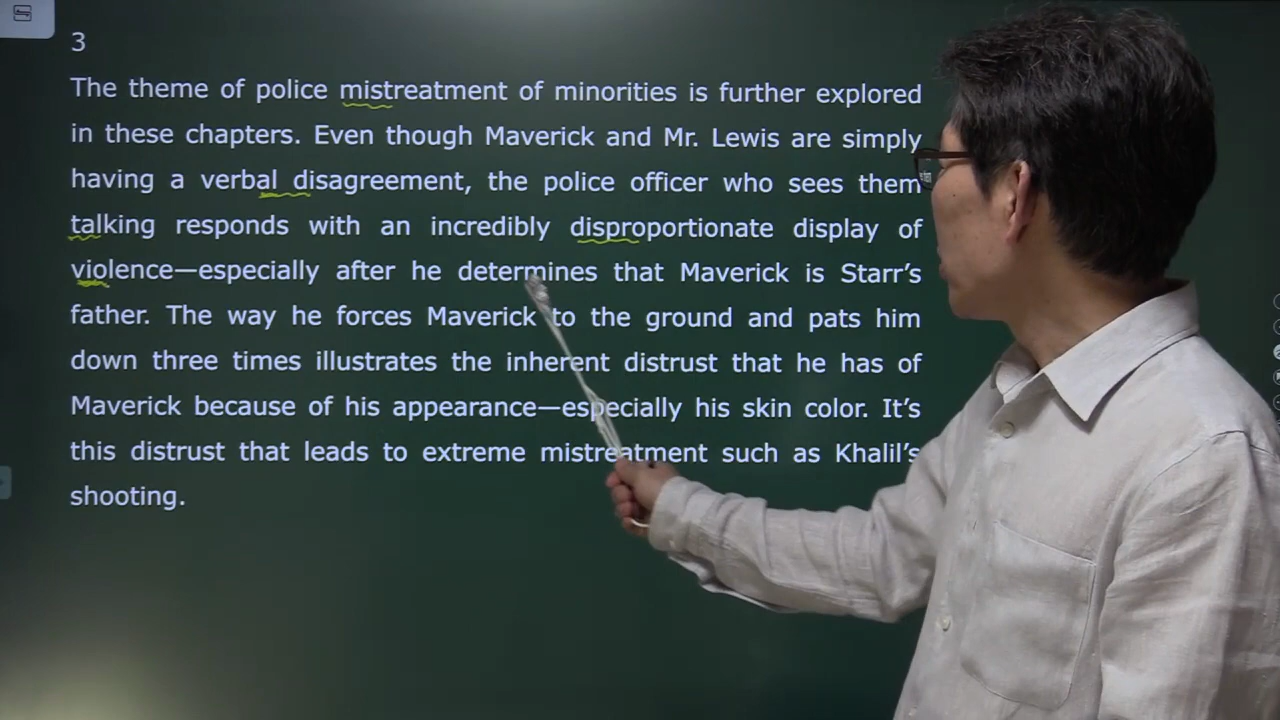 3
The theme of police mistreatment of minorities is further explored
in these chapters. Even though Maverick and Mr. Lewis are simply
having a verbal disagreement, the police officer who sees them
talking responds with an incredibly disproportionate display of
violence—especially after he determines that Maverick is Starr’s
father. The way he forces Maverick to the ground and pats him
down three times illustrates the inherent distrust that he has of
Maverick because of his appearance—especially his skin color. It’s
this distrust that leads to extreme mistreatment such as Khalil’s
shooting.